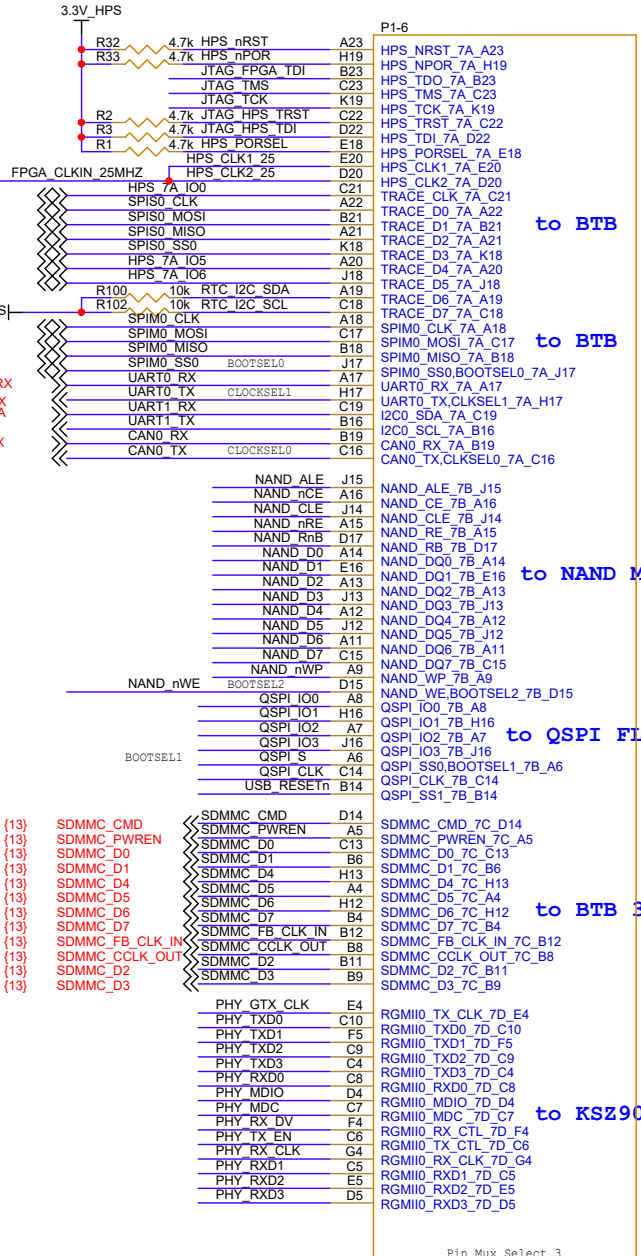 3.3V_HPS
P1-6
R32 4.7k HPS_nRST A23 HPS_NRST_7A_A23
R33 4.7k HPS_nPOR H19 HPS_NPOR_7A_H19
JTAG_FPGA_TDI B23 HPS_TDO_7A_B23
JTAG_TMS C23 HPS_TMS_7A_C23
JTAG_TCK K19 HPS_TCK_7A_K19
R2 4.7k JTAG_HPS_TRST C22 HPS_TRST_7A_C22
R3 4.7k JTAG_HPS_TDI D22 HPS_TDI_7A_D22
R1 4.7k HPS_PORSEL E18 HPS_PORSEL_7A_E18
HPS_CLK1_25 E20 HPS_CLK1_7A_E20
FPGA_CLKIN_25MHZ HPS_CLK2_25 D20 HPS_CLK2_7A_D20
HPS_7A_IO0 C21 TRACE_CLK_7A_C21
SPIS0_CLK A22 TRACE_D0_7A_A22
SPIS0_MOSI B21 TRACE_D1_7A_B21 to BTB
SPIS0_MISO A21 TRACE_D2_7A_A21
SPIS0_SS0 K18 TRACE_D3_7A_K18
HPS_7A_IO5 A20 TRACE_D4_7A_A20
HPS_7A_IO6 J18 TRACE_D5_7A_J18
R100 10k RTC_I2C_SDA A19 TRACE_D6_7A_A19
S R102 10k RTC_I2C_SCL C18 TRACE_D7_7A_C18
SPIM0_CLK A18 SPIM0_CLK_7A_A18
SPIM0_MOSI C17 SPIM0_MOSI_7A_C17 to BTB
SPIM0_MISO B18 SPIM0_MISO_7A_B18
SPIM0_SS0 BOOTSEL0 J17 SPIM0_SS0,BOOTSEL0_7A_J17
RX UART0_RX A17 UART0_RX_7A_A17
X UART0_TX CLOCKSEL1 H17 UART0_TX,CLKSEL1_7A_H17
A UART1_RX C19 I2C0_SDA_7A_C19
UART1_TX B16 I2C0_SCL_7A_B16
X CAN0_RX B19 CAN0_RX_7A_B19
CAN0_TX CLOCKSEL0 C16 CAN0_TX,CLKSEL0_7A_C16
NAND_ALE J15 NAND_ALE_7B_J15
NAND_nCE A16 NAND_CE_7B_A16
NAND_CLE J14 NAND_CLE_7B_J14
NAND_nRE A15 NAND_RE_7B_A15
NAND_RnB D17 NAND_RB_7B_D17
NAND_D0 A14 NAND_DQ0_7B_A14
NAND_D1 E16 NAND_DQ1_7B_E16 to NAND M
NAND_D2 A13 NAND_DQ2_7B_A13
NAND_D3 J13 NAND_DQ3_7B_J13
NAND_D4 A12 NAND_DQ4_7B_A12
NAND_D5 J12 NAND_DQ5_7B_J12
NAND_D6 A11 NAND_DQ6_7B_A11
NAND_D7 C15 NAND_DQ7_7B_C15
NAND_nWP A9 NAND_WP_7B_A9
NAND_nWE BOOTSEL2 D15 NAND_WE,BOOTSEL2_7B_D15
QSPI_IO0 A8 QSPI_IO0_7B_A8
QSPI_IO1 H16 QSPI_IO1_7B_H16
QSPI_IO2 A7 QSPI_IO2_7B_A7 to QSPI FL
QSPI_IO3 J16 QSPI_IO3_7B_J16
BOOTSEL1 QSPI_S A6 QSPI_SS0,BOOTSEL1_7B_A6
QSPI_CLK C14 QSPI_CLK_7B_C14
USB_RESETn B14 QSPI_SS1_7B_B14
{13} SDMMC_CMD SDMMC_CMD D14 SDMMC_CMD_7C_D14
{13} SDMMC_PWREN SDMMC_PWREN A5 SDMMC_PWREN_7C_A5
{13} SDMMC_D0 SDMMC_D0 C13 SDMMC_D0_7C_C13
{13} SDMMC_D1 SDMMC_D1 B6 SDMMC_D1_7C_B6
{13} SDMMC_D4 SDMMC_D4 H13 SDMMC_D4_7C_H13
{13} SDMMC_D5 SDMMC_D5 A4 SDMMC_D5_7C_A4
{13} SDMMC_D6 SDMMC_D6 H12 SDMMC_D6_7C_H12 to BTB 3
{13} SDMMC_D7 SDMMC_D7 B4 SDMMC_D7_7C_B4
{13} SDMMC_FB_CLK_IN SDMMC_FB_CLK_IN B12 SDMMC_FB_CLK_IN_7C_B12
{13} SDMMC_CCLK_OUT SDMMC_CCLK_OUT B8 SDMMC_CCLK_OUT_7C_B8
{13} SDMMC_D2 SDMMC_D2 B11 SDMMC_D2_7C_B11
{13} SDMMC_D3 SDMMC_D3 B9 SDMMC_D3_7C_B9
PHY_GTX_CLK E4 RGMII0_TX_CLK_7D_E4
PHY_TXD0 C10 RGMII0_TXD0_7D_C10
PHY_TXD1 F5 RGMII0_TXD1_7D_F5
PHY_TXD2 C9 RGMII0_TXD2_7D_C9
PHY_TXD3 C4 RGMII0_TXD3_7D_C4
PHY_RXD0 C8 RGMII0_RXD0_7D_C8
PHY_MDIO D4 RGMII0_MDIO_7D_D4
PHY_MDC C7 RGMII0_MDC_7D_C7 to KSZ90
PHY_RX_DV F4 RGMII0_RX_CTL_7D_F4
PHY_TX_EN C6 RGMII0_TX_CTL_7D_C6
PHY_RX_CLK G4 RGMII0_RX_CLK_7D_G4
PHY_RXD1 C5 RGMII0_RXD1_7D_C5
PHY_RXD2 E5 RGMII0_RXD2_7D_E5
PHY_RXD3 D5 RGMII0_RXD3_7D_D5
Pin Mux Select 3